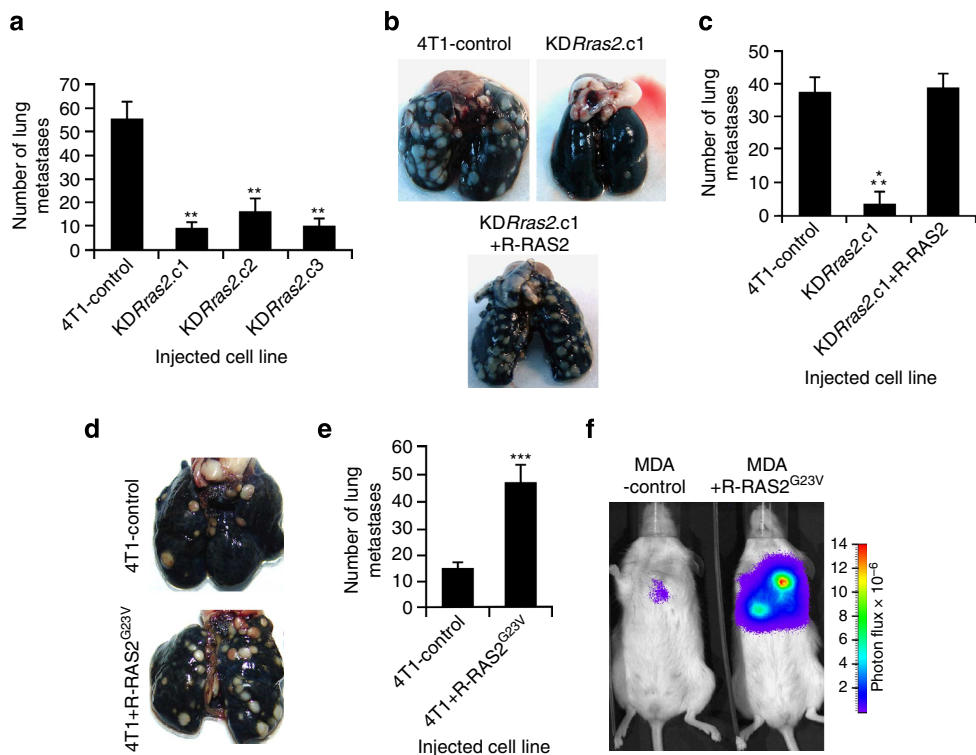 a
Number of lung
metastases
70
60
50
40
30
20
10
0
**
**
**
4T1-control
KDRras2.c1
KDRras2.c2
KDRras2.c3
Injected cell line
b
4T1-control
KDRras2.c1
KDRras2.c1
+R-RAS2
c
Number of lung
metastases
50
40
30
20
10
0
*
**
4T1-control
KDRras2.c1
KDRras2.c1+R-RAS2
Injected cell line
d
4T1-control
4T1+R-RAS2G23V
e
Number of lung
metastases
60
50
40
30
20
10
0
***
4T1-control
4T1+R-RAS2G23V
Injected cell line
f
MDA
-control
MDA
+R-RAS2G23V
14
12
10
8
6
4
2
Photon flux × 10–6